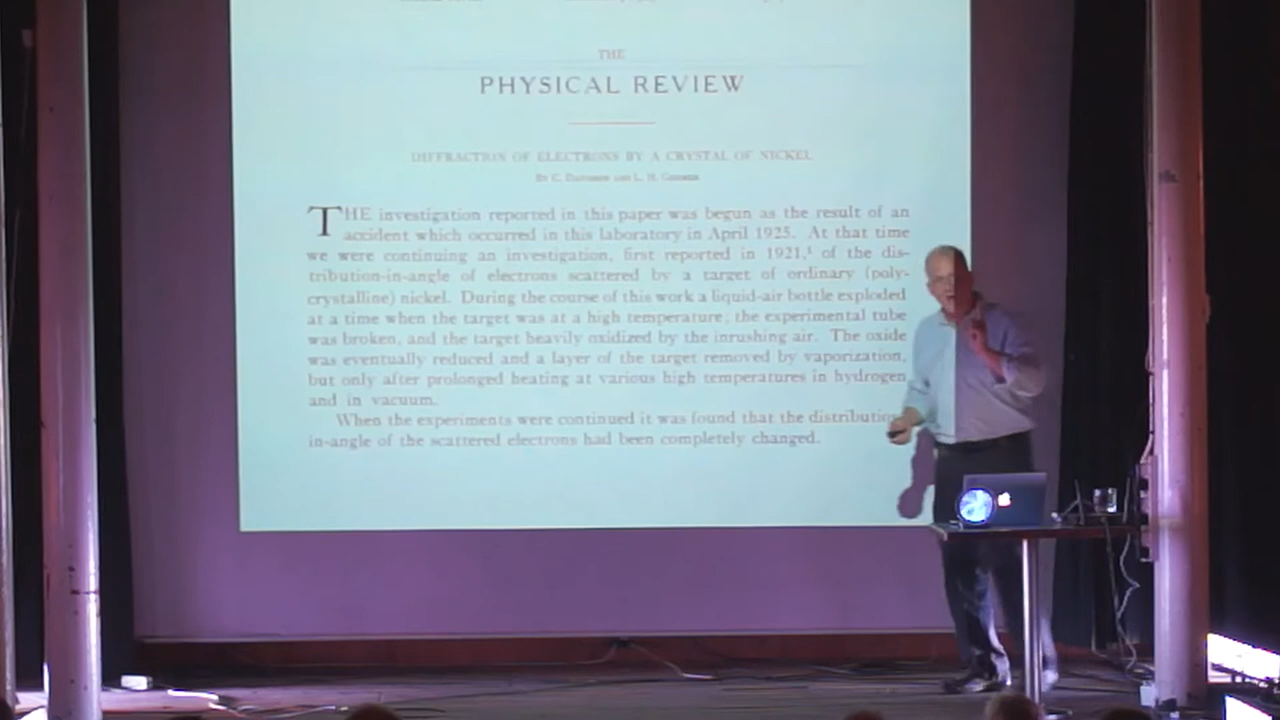 THE
PHYSICAL REVIEW
DIFFRACTION OF ELECTRONS BY A CRYSTAL OF NICKEL
By C. and L. H.
THE investigation reported in this paper was begun as the result of an
accident which occurred in this laboratory in April 1925. At that time
we were continuing an investigation, first reported in 1921,¹ of the dis-
tribution-in-angle of electrons scattered by a target of ordinary (poly-
crystalline) nickel. During the course of this work a liquid-air bottle exploded
at a time when the target was at a high temperature; the experimental tube
was broken, and the target heavily oxidized by the inrushing air. The oxide
was eventually reduced and a layer of the target removed by vaporization,
but only after prolonged heating at various high temperatures in hydrogen
and in vacuum.
When the experiments were continued it was found that the
in-angle of the scattered electrons had been completely changed.